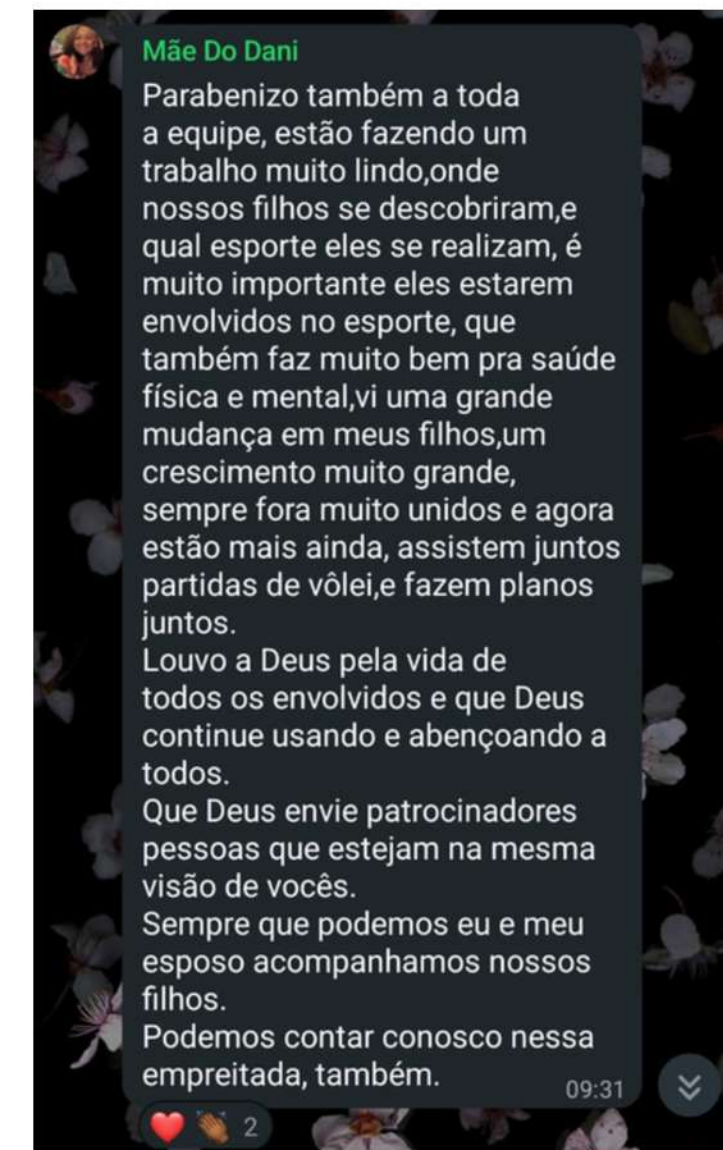 Mãe Do Dani
Parabenizo também a toda
a equipe, estão fazendo um
trabalho muito lindo,onde
nossos filhos se descobriram,e
qual esporte eles se realizam, é
muito importante eles estarem
envolvidos no esporte, que
também faz muito bem pra saúde
física e mental,vi uma grande
mudança em meus filhos,um
crescimento muito grande,
sempre fora muito unidos e agora
estão mais ainda, assistem juntos
partidas de vôlei,e fazem planos
juntos.
Louvo a Deus pela vida de
todos os envolvidos e que Deus
continue usando e abençoando a
todos.
Que Deus envie patrocinadores
pessoas que estejam na mesma
visão de vocês.
Sempre que podemos eu e meu
esposo acompanhamos nossos
filhos.
Podemos contar conosco nessa
empreitada, também.
09:31
2